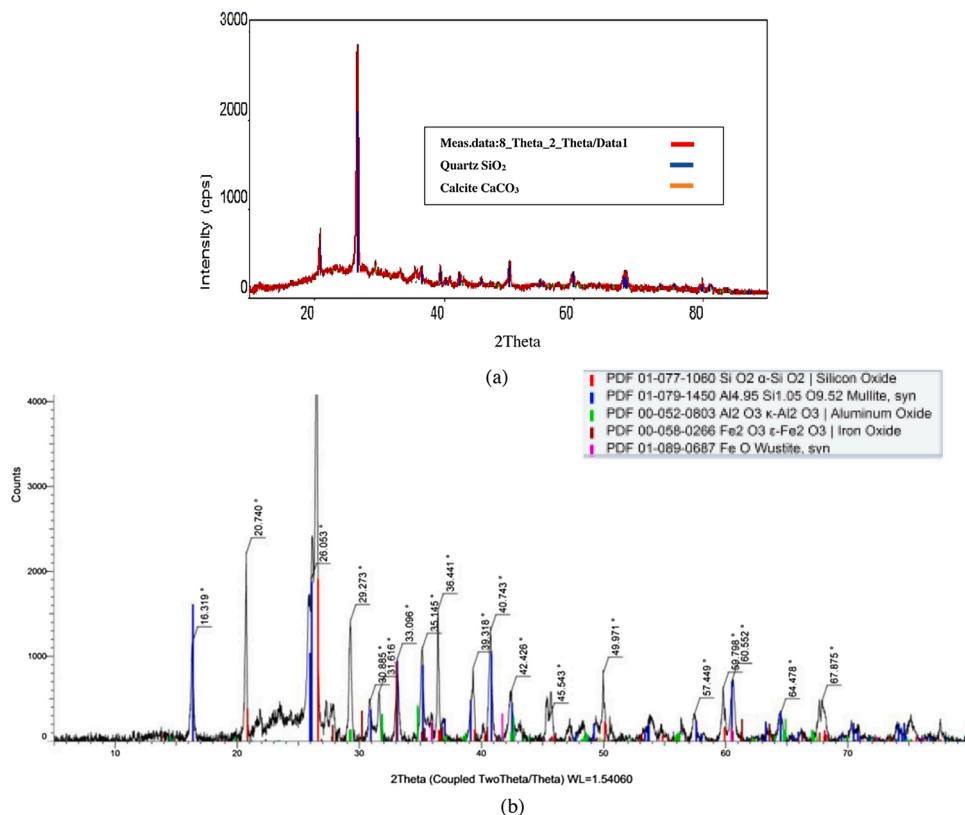 3000
2000
1000
0
Intensity (cps)
Meas.data:8_Theta_2_Theta/Data1
Quartz SiO₂
Calcite CaCO₃
20 40 60 80
2Theta
(a)
PDF 01-077-1060 Si O2 α-Si O2 | Silicon Oxide
PDF 01-079-1450 Al4.95 Si1.05 O9.52 Mullite, syn
PDF 00-052-0803 Al2 O3 κ-Al2 O3 | Aluminum Oxide
PDF 00-058-0266 Fe2 O3 ε-Fe2 O3 | Iron Oxide
PDF 01-089-0687 Fe O Wustite, syn
4000
3000
2000
1000
0
Counts
16.319 °
20.740 °
26.053 °
29.273 °
30.885 °
31.616 °
33.096 °
35.145 °
36.441 °
39.318 °
40.743 °
42.426 °
45.543 °
49.971 °
57.449 °
59.798 °
60.552 °
64.478 °
67.875 °
10 20 30 40 50 60 70
2Theta (Coupled TwoTheta/Theta) WL=1.54060
(b)